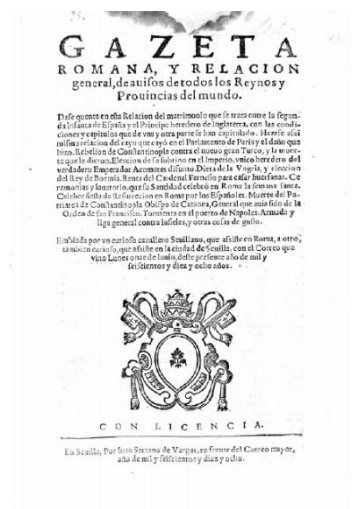 GAZETA
ROMANA, Y RELACION
general, de auisos de todos los Reynos y
Prouincias del mundo.
Dase quenta en esta Relacion del matrimonio que se trata entre la segun-
da Infanta de España y el Principe heredero de Inglaterra, con las condi-
ciones y capitulos que de vna y otra parte se han capitulado. Hazese assi
mismo relacion del rayo que cayó en el Parlamento de Paris y el daño que
hizo. Rebelion de Constantinopla contra el nueuo gran Turco, y la muer-
te que le dieron. Eleccion de su sobrino en el Imperio, vnico heredero del
verdadero Emperador Acomates difunto. Dieta de la Vngria, y eleccion
del Rey de Boemia. Renta del Cardenal Farnesio para casar huerfanas. Ce
remonias y lauatorio, que su Santidad celebró en Roma la semana santa.
Celebre fiesta de Resurreccion en Roma por los Españoles. Muerte del Pa-
triarca de Constantinopla Obispo de Catanea, General que auia sido de la
Orden de san Francisco. Tormenta en el puerto de Napoles. Armada y
liga general contra infieles, y otras cosas de gusto.
Embiada por vn curioso cauallero Seuillano, que assiste en Roma, a otro,
tambien curioso, que assiste en la ciudad de Seuilla, con el Correo que
vino Lunes onze de Iunio, deste presente año de mil y
seiscientos y diez y ocho años.
CON LICENCIA.
En Seuilla, Por Iuan Serrano de Vargas, en frente del Correo mayor,
año de mil y seiscientos y diez y ocho.